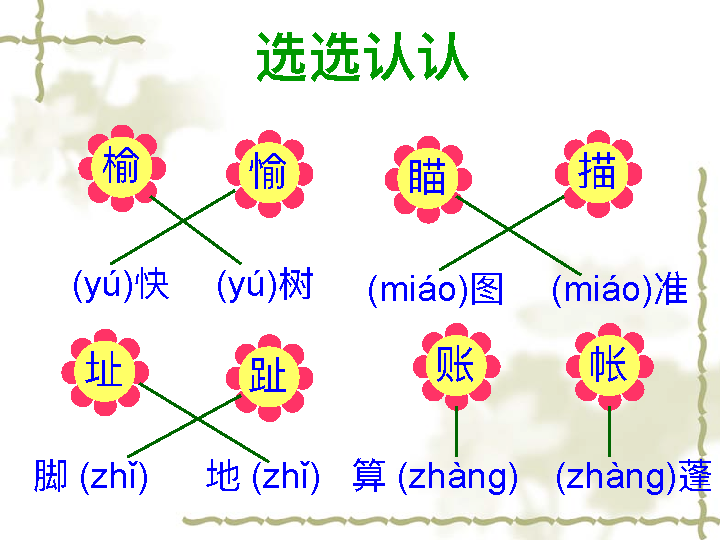 选选认认
榆 愉 瞄 描
(yú)快 (yú)树 (miáo)图 (miáo)准
址 趾 账 帐
脚 (zhǐ) 地 (zhǐ) 算 (zhàng) (zhàng)蓬